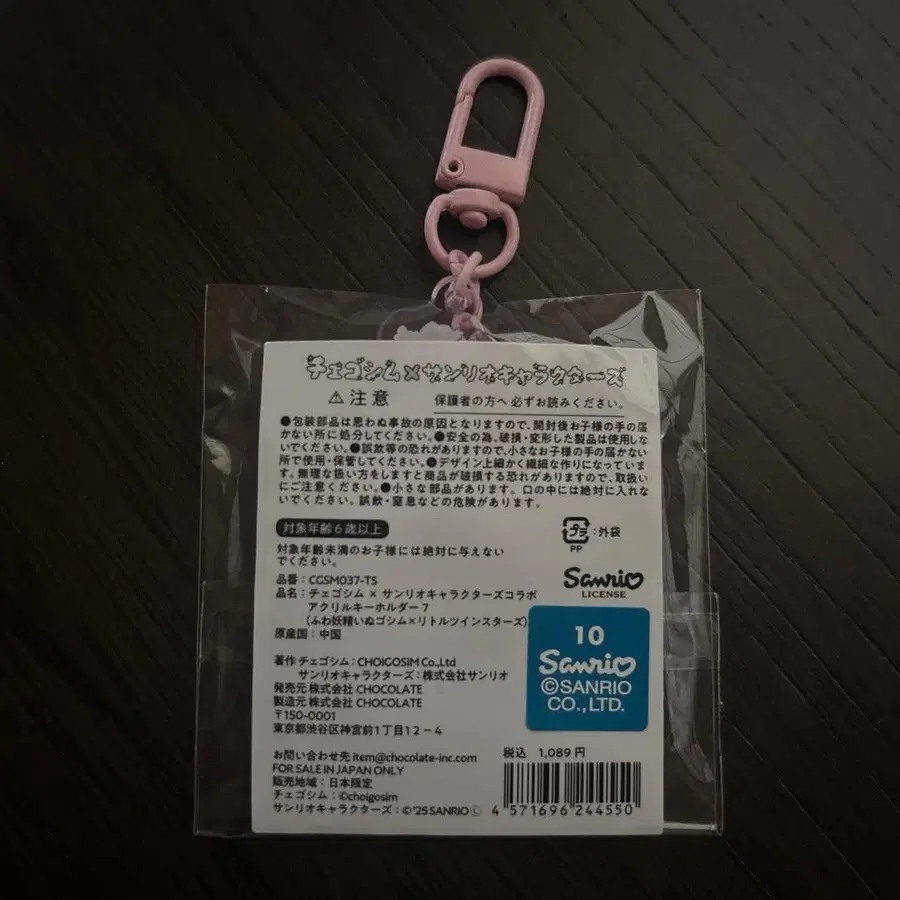 チェゴシム×サンリオキャラクターズ
⚠注意 保護者の方へ必ずお読みください。
●包装部品は思わぬ事故の原因となりますので、開封後お子様の手の届
かない所に処分してください。●安全の為、破損・変形した製品は使用しな
いでください。●誤飲等の恐れがありますので、小さなお子様の手の届かない
所で使用・保管してください。●デザイン上細かく繊細な作りになっていま
す。無理な扱い方をしますと商品が破損する恐れがありますので、取扱い
にご注意ください。●小さな部品があります。口の中には絶対に入れな
いでください。誤飲・窒息などの危険があります。
対象年齢6歳以上
対象年齢未満のお子様には絶対に与えない
でください。
プラ:外袋
PP
品番:CGSM037-TS
品名:チェゴシム × サンリオキャラクターズコラボ
アクリルキーホルダー7
(ふわ妖精いぬゴシム×リトルツインスターズ)
原産国:中国
Sanrio
LICENSE
10
Sanrio
©SANRIO
CO.,LTD.
著作 チェゴシム:CHOIGOSIM Co.,Ltd
サンリオキャラクターズ:株式会社サンリオ
発売元 株式会社 CHOCOLATE
製造元 株式会社 CHOCOLATE
〒150-0001
東京都渋谷区神宮前1丁目12-4
お問い合わせ先 item@chocolate-inc.com
FOR SALE IN JAPAN ONLY
販売地域:日本限定
チェゴシム:©choigosim
サンリオキャラクターズ:©'25 SANRIO Ⓛ
税込 1,089円
4 571696 244550